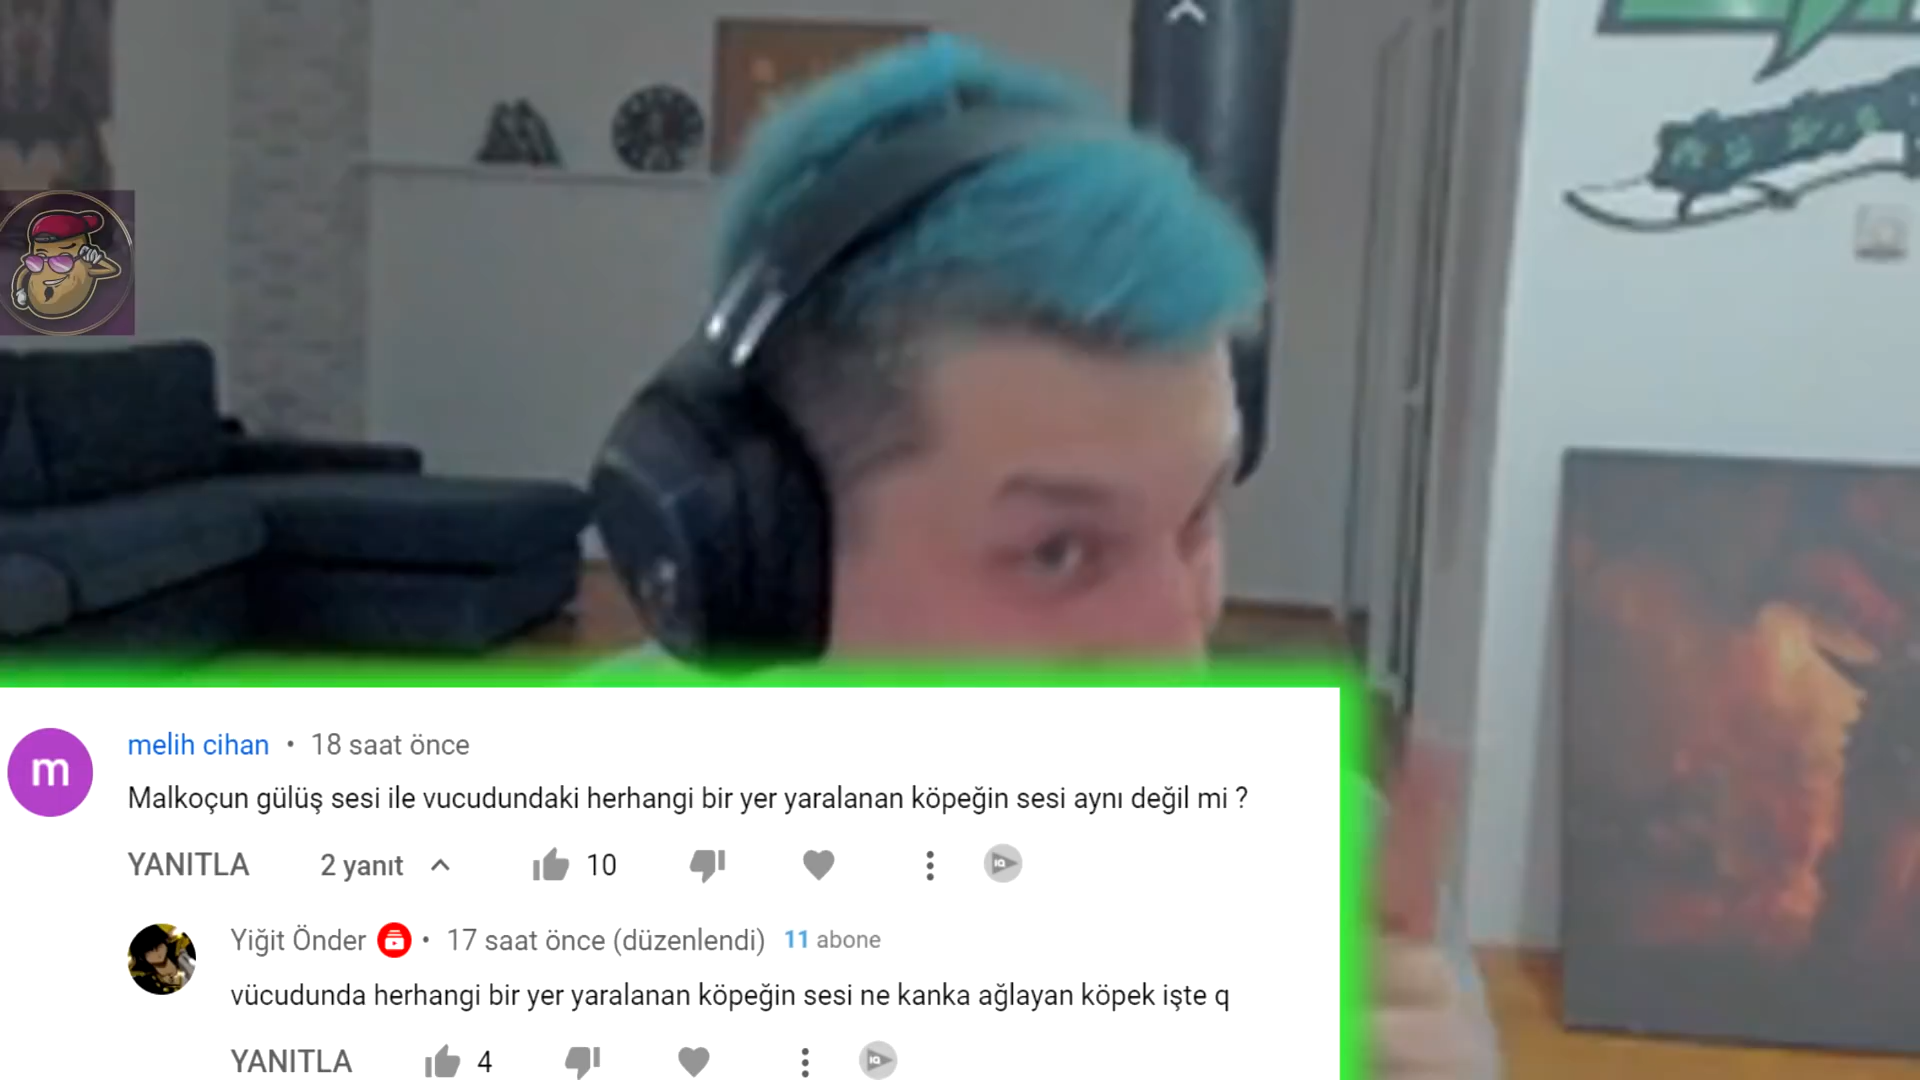 m
melih cihan • 18 saat önce
Malkoçun gülüş sesi ile vucudundaki herhangi bir yer yaralanan köpeğin sesi aynı değil mi ?
YANITLA 2 yanıt 10
IQ
Yiğit Önder • 17 saat önce (düzenlendi) 11 abone
vücudunda herhangi bir yer yaralanan köpeğin sesi ne kanka ağlayan köpek işte q
YANITLA 4
IQ